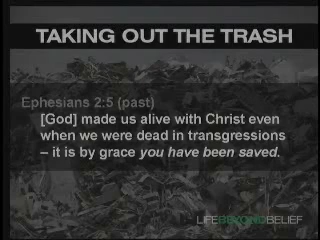 TAKING OUT THE TRASH
Ephesians 2:5 (past)
[God] made us alive with Christ even
when we were dead in transgressions
– it is by grace you have been saved.
LIFEBEYONDBELIEF